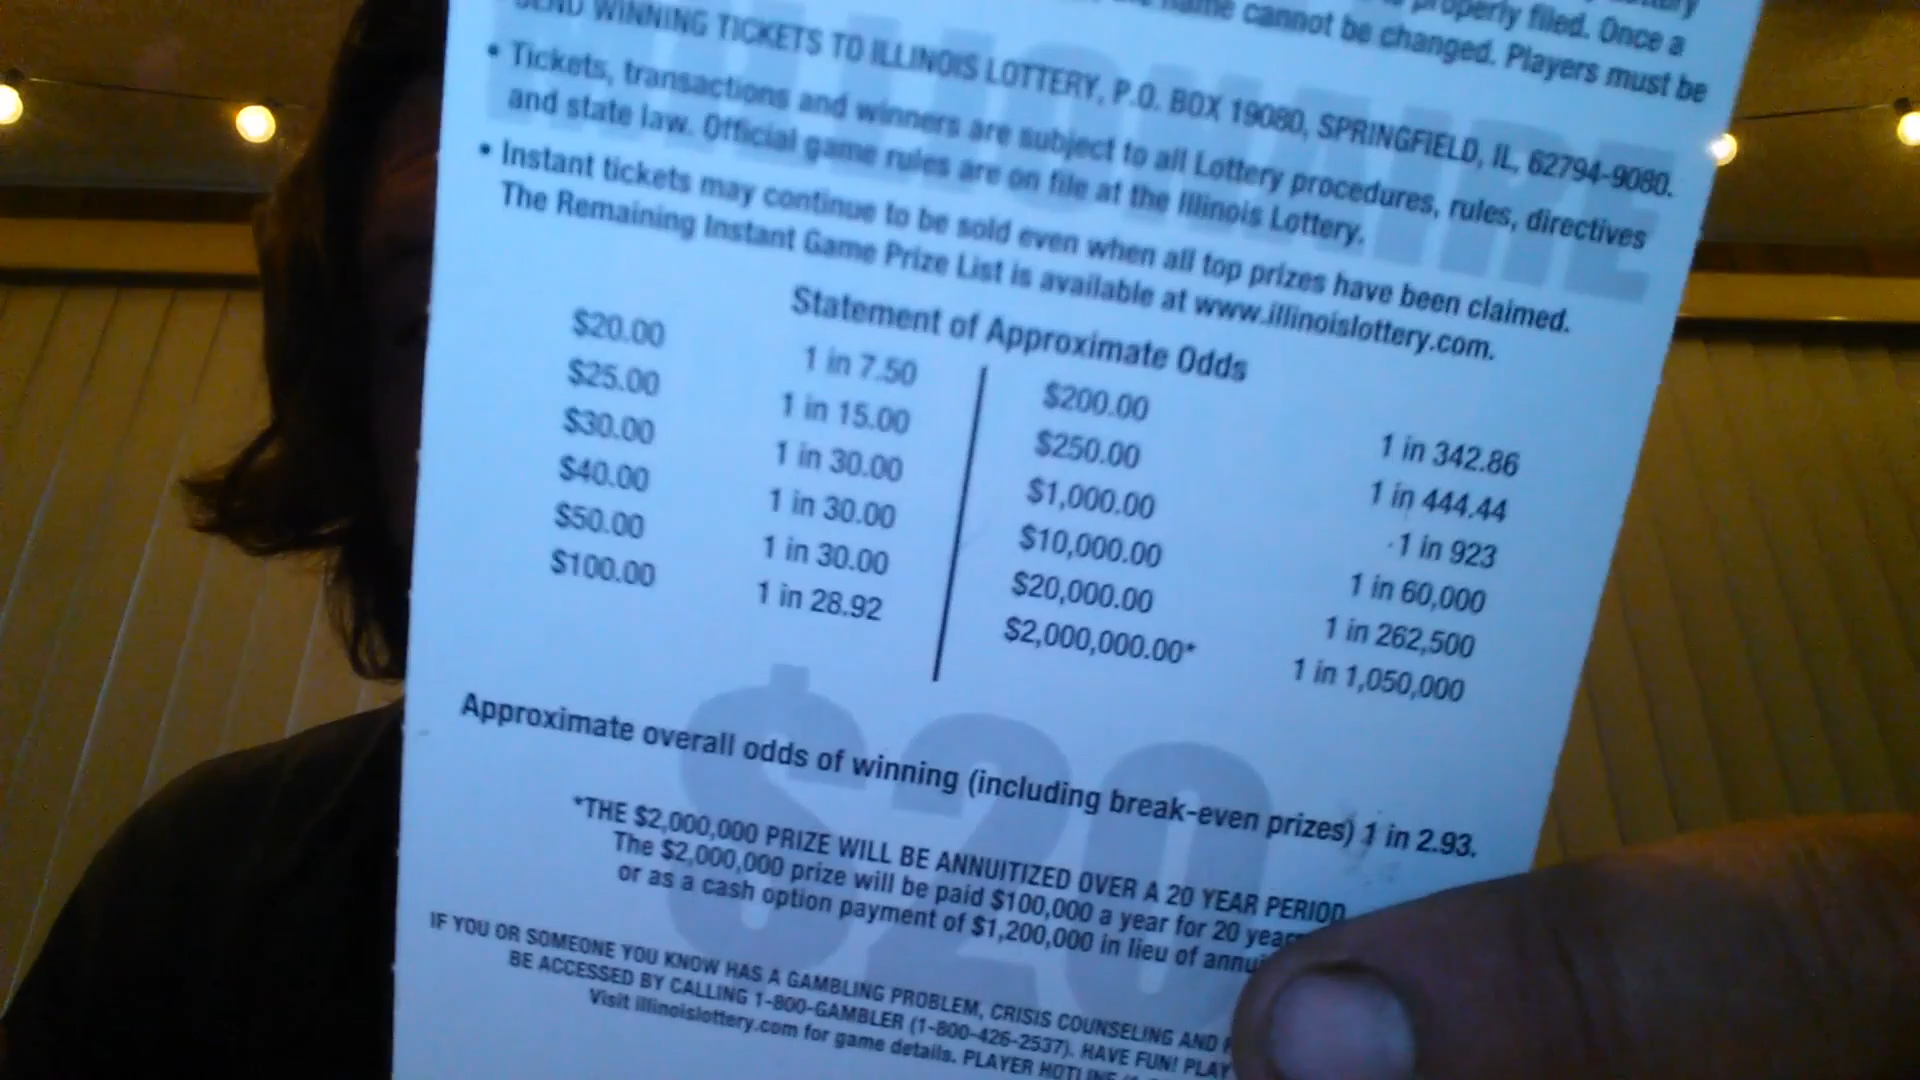 name cannot be changed. Players must be
properly filed. Once a
SEND WINNING TICKETS TO ILLINOIS LOTTERY, P.O. BOX 19080, SPRINGFIELD, IL, 62794-9080.
• Tickets, transactions and winners are subject to all Lottery procedures, rules, directives
and state law. Official game rules are on file at the Illinois Lottery.
• Instant tickets may continue to be sold even when all top prizes have been claimed.
The Remaining Instant Game Prize List is available at www.illinoislottery.com.
Statement of Approximate Odds
$20.00 1 in 7.50 $200.00 1 in 342.86
$25.00 1 in 15.00 $250.00 1 in 444.44
$30.00 1 in 30.00 $1,000.00 1 in 923
$40.00 1 in 30.00 $10,000.00 1 in 60,000
$50.00 1 in 30.00 $20,000.00 1 in 262,500
$100.00 1 in 28.92 $2,000,000.00* 1 in 1,050,000
$20
Approximate overall odds of winning (including break-even prizes) 1 in 2.93.
*THE $2,000,000 PRIZE WILL BE ANNUITIZED OVER A 20 YEAR PERIOD
The $2,000,000 prize will be paid $100,000 a year for 20 years
or as a cash option payment of $1,200,000 in lieu of annui
IF YOU OR SOMEONE YOU KNOW HAS A GAMBLING PROBLEM, CRISIS COUNSELING AND
BE ACCESSED BY CALLING 1-800-GAMBLER (1-800-426-2537). HAVE FUN! PLAY
Visit illinoislottery.com for game details. PLAYER HOTLINE